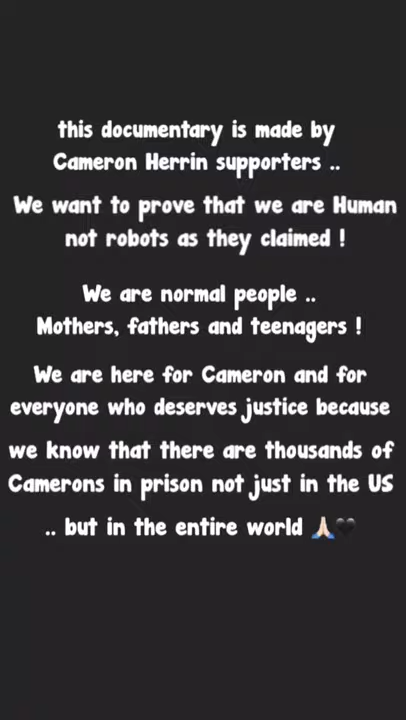 this documentary is made by
Cameron Herrin supporters ..
We want to prove that we are Human
not robots as they claimed !
We are normal people ..
Mothers, fathers and teenagers !
We are here for Cameron and for
everyone who deserves justice because
we know that there are thousands of
Camerons in prison not just in the US
.. but in the entire world 🙏🏻🖤